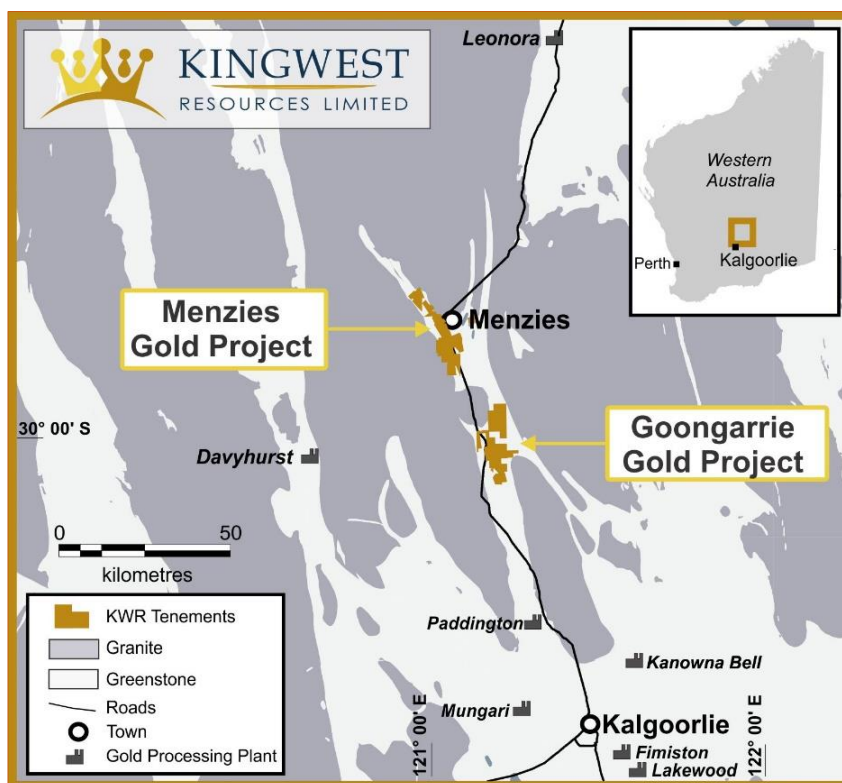 KINGWEST
RESOURCES LIMITED
Leonora
Western
Australia
Perth
Kalgoorlie
Menzies
Gold Project
Menzies
30° 00' S
Davyhurst
Goongarrie
Gold Project
0
50
kilometres
KWR Tenements
Granite
Greenstone
Roads
Town
Gold Processing Plant
Paddington
Kanowna Bell
Mungari
Kalgoorlie
Fimiston
Lakewood
121° 00' E
122° 00' E